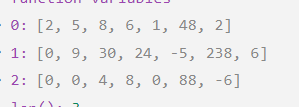 function variables
0: [2, 5, 8, 6, 1, 48, 2]
1: [0, 9, 30, 24, -5, 238, 6]
2: [0, 0, 4, 8, 0, 88, -6]
len(): 3